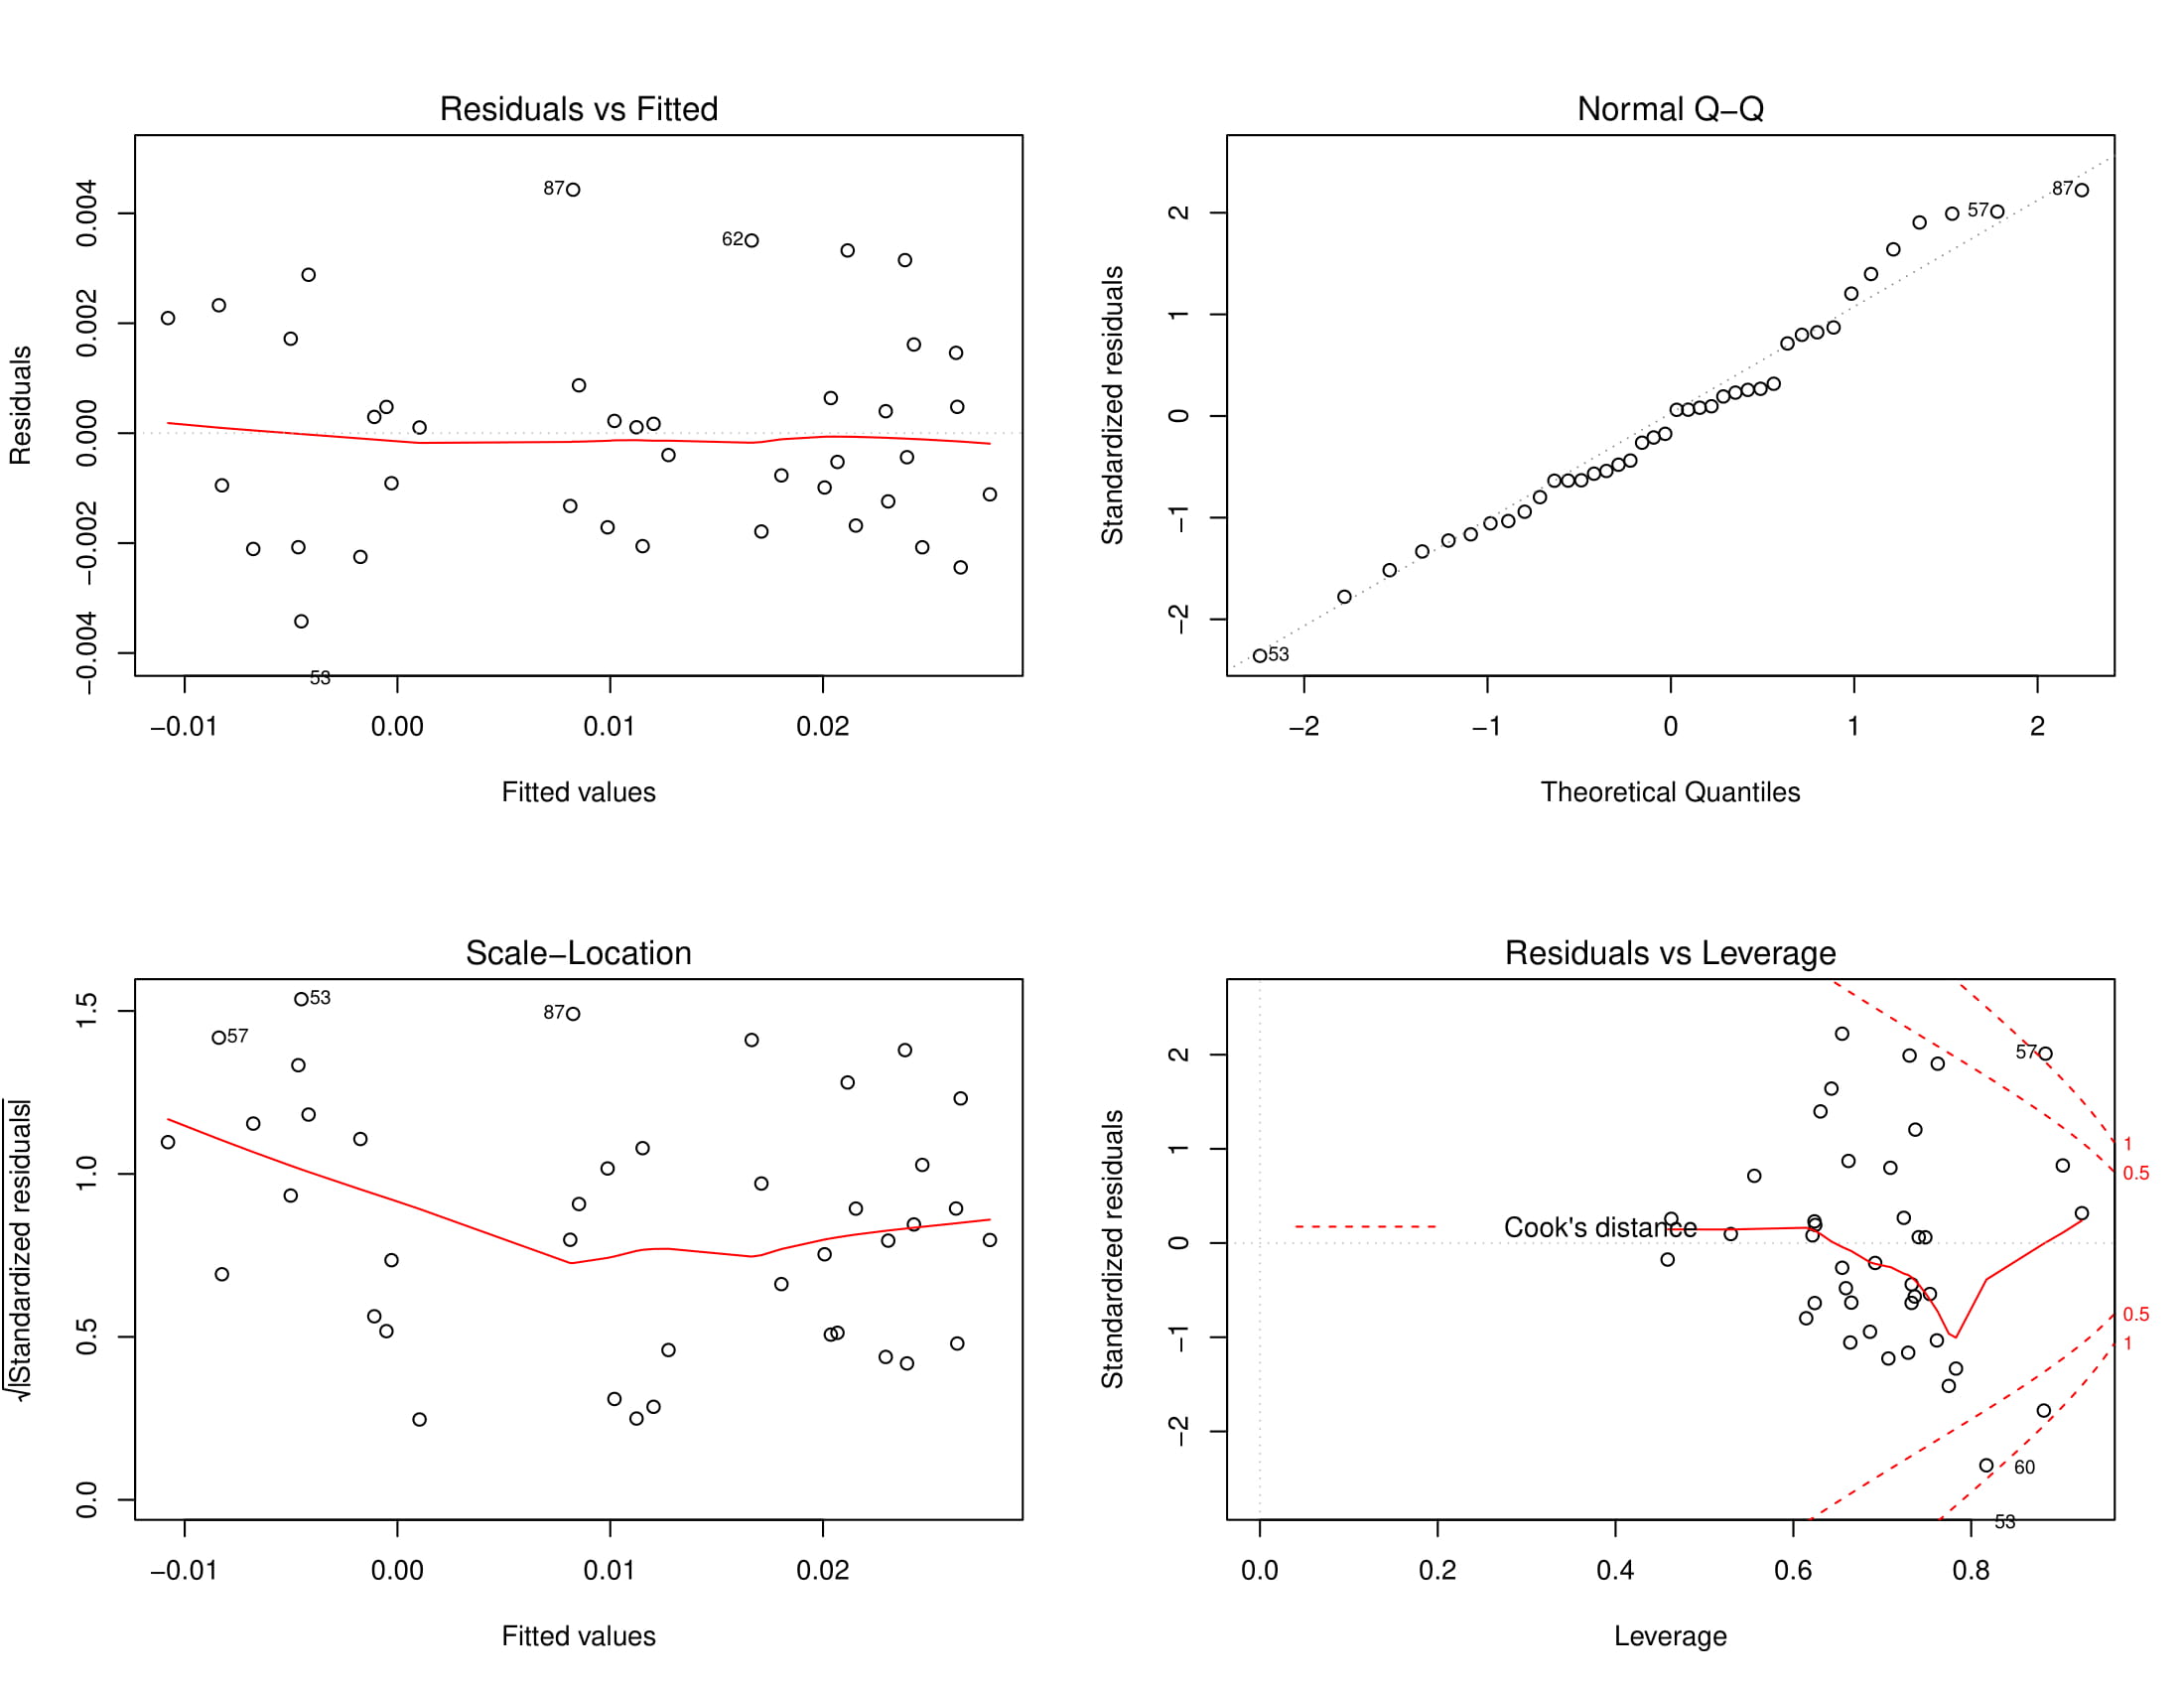 Residuals vs Fitted
Residuals
−0.004 −0.002 0.000 0.002 0.004
87
62
53
−0.01 0.00 0.01 0.02
Fitted values
Normal Q−Q
Standardized residuals
−2 −1 0 1 2
87
57
53
−2 −1 0 1 2
Theoretical Quantiles
Scale−Location
√|Standardized residuals|
0.0 0.5 1.0 1.5
53
87
57
−0.01 0.00 0.01 0.02
Fitted values
Residuals vs Leverage
Standardized residuals
−2 −1 0 1 2
57
1
0.5
Cook's distance
0.5
1
60
53
0.0 0.2 0.4 0.6 0.8
Leverage